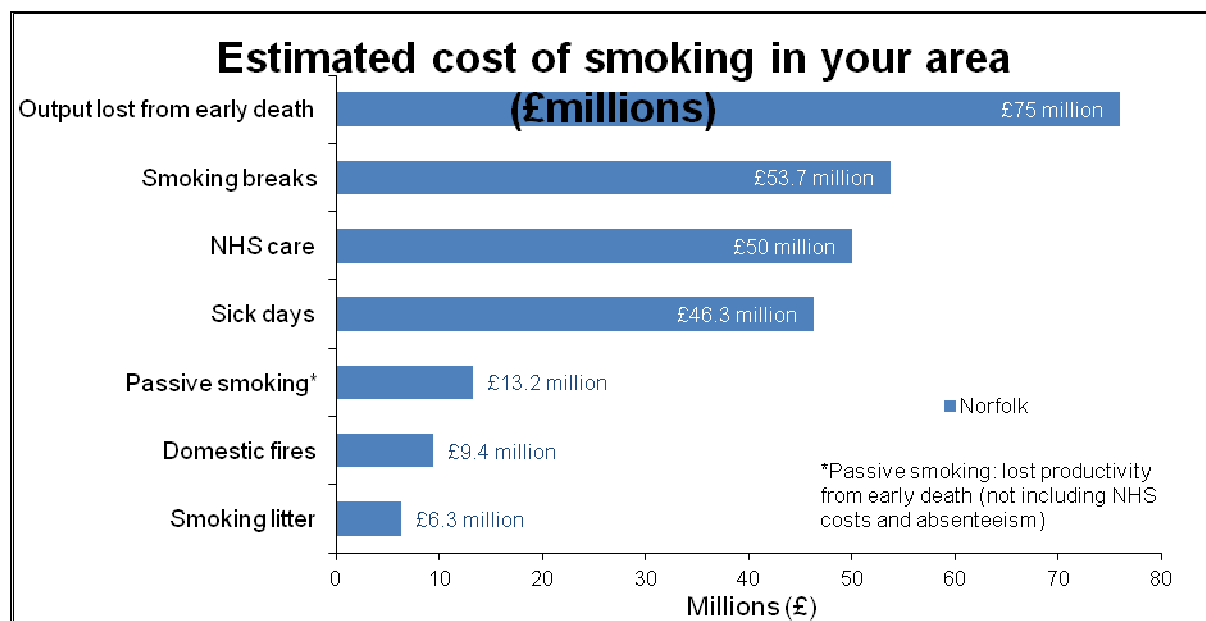 Estimated cost of smoking in your area
(£millions)
Output lost from early death
£75 million
Smoking breaks
£53.7 million
NHS care
£50 million
Sick days
£46.3 million
Passive smoking*
£13.2 million
Domestic fires
£9.4 million
Smoking litter
£6.3 million
Norfolk
*Passive smoking: lost productivity
from early death (not including NHS
costs and absenteeism)
0 10 20 30 40 50 60 70 80
Millions (£)